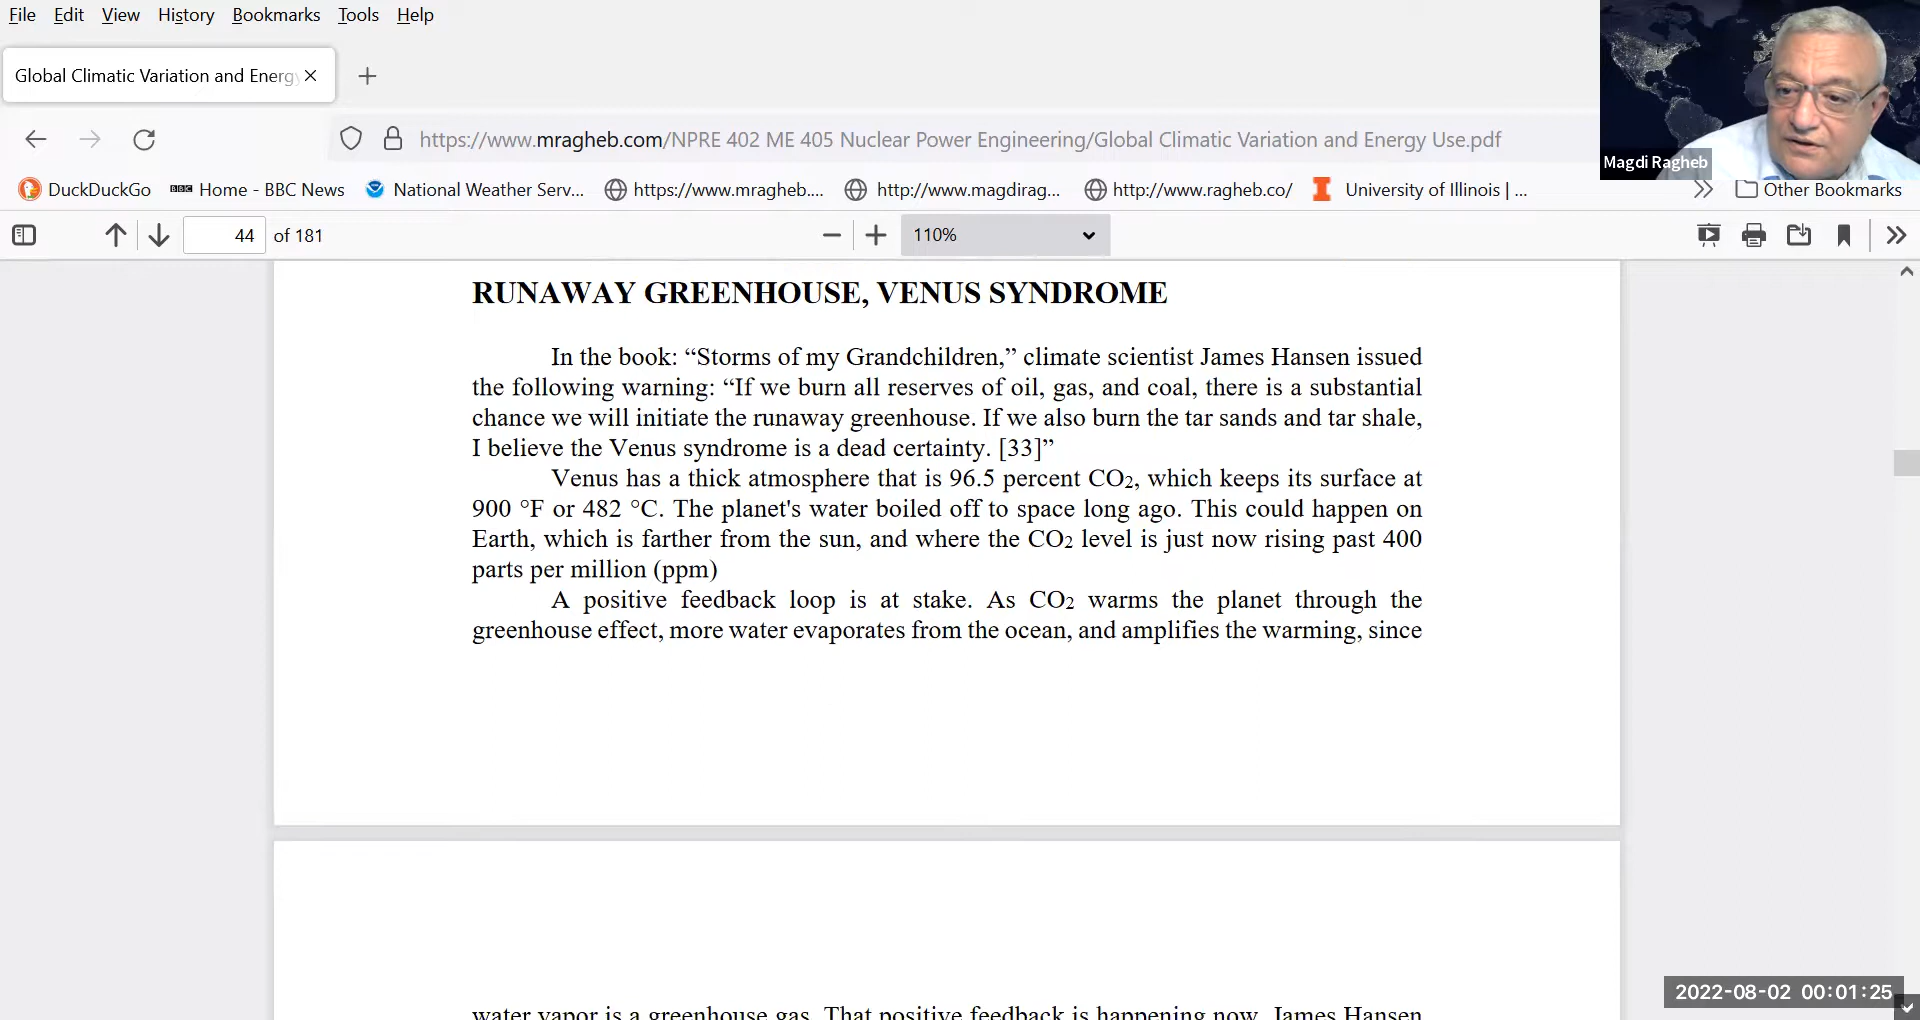 File Edit View History Bookmarks Tools Help
Global Climatic Variation and Energy
https://www.mragheb.com/NPRE 402 ME 405 Nuclear Power Engineering/Global Climatic Variation and Energy Use.pdf
Magdi Ragheb
DuckDuckGo BBC Home - BBC News National Weather Serv... https://www.mragheb.... http://www.magdirag... http://www.ragheb.co/ University of Illinois | ... Other Bookmarks
44 of 181 110%
RUNAWAY GREENHOUSE, VENUS SYNDROME
In the book: “Storms of my Grandchildren,” climate scientist James Hansen issued
the following warning: “If we burn all reserves of oil, gas, and coal, there is a substantial
chance we will initiate the runaway greenhouse. If we also burn the tar sands and tar shale,
I believe the Venus syndrome is a dead certainty. [33]”
Venus has a thick atmosphere that is 96.5 percent CO2, which keeps its surface at
900 °F or 482 °C. The planet's water boiled off to space long ago. This could happen on
Earth, which is farther from the sun, and where the CO2 level is just now rising past 400
parts per million (ppm)
A positive feedback loop is at stake. As CO2 warms the planet through the
greenhouse effect, more water evaporates from the ocean, and amplifies the warming, since
water vapor is a greenhouse gas. That positive feedback is happening now. James Hansen
2022-08-02 00:01:25